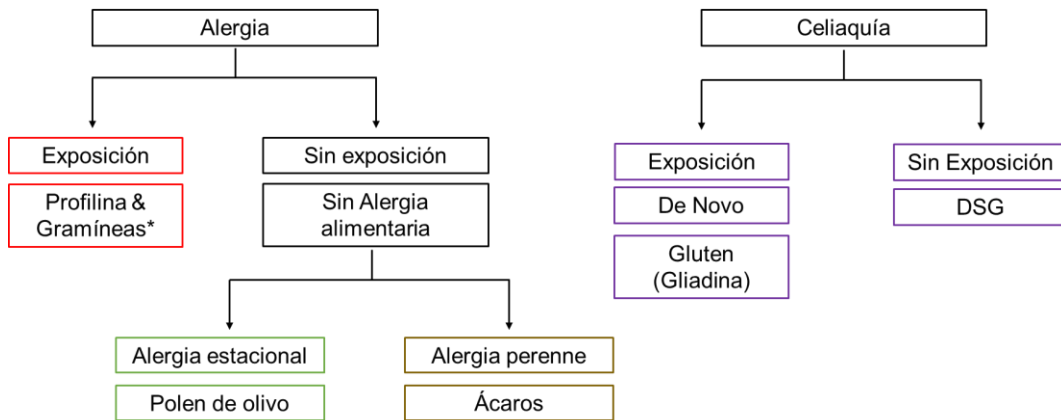 Alergia
Celiaquía
Exposición
Sin exposición
Exposición
Sin Exposición
Profilina &
Gramíneas*
Sin Alergia
alimentaria
De Novo
DSG
Gluten
(Gliadina)
Alergia estacional
Alergia perenne
Polen de olivo
Ácaros